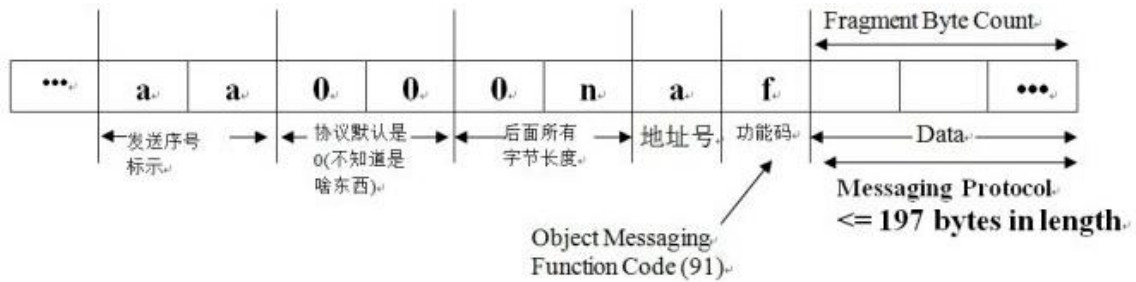 Fragment Byte Count
••• a a 0 0 0 n a f •••
发送序号
标示
协议默认是
0(不知道是
啥东西)
后面所有
字节长度
地址号
功能码
Data
Messaging Protocol
<= 197 bytes in length
Object Messaging
Function Code (91)